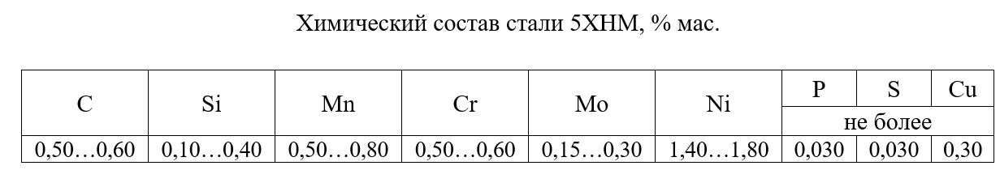 Химический состав стали 5ХНМ, % мас.
C Si Mn Cr Mo Ni P S Cu
не более
0,50…0,60 0,10…0,40 0,50…0,80 0,50…0,60 0,15…0,30 1,40…1,80 0,030 0,030 0,30